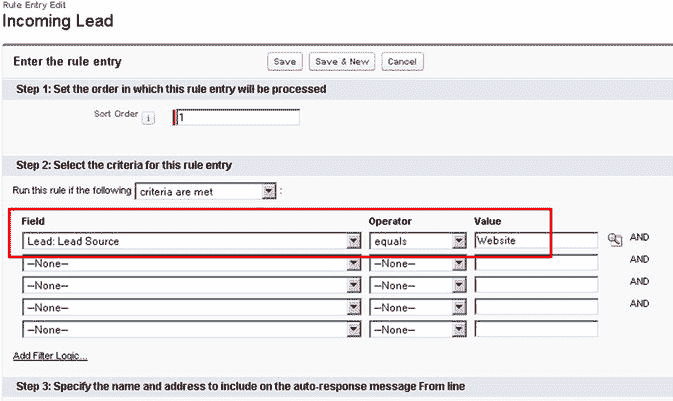 Rule Entry Edit
Incoming Lead
Enter the rule entry Save Save & New Cancel
Step 1: Set the order in which this rule entry will be processed
Sort Order i 1
Step 2: Select the criteria for this rule entry
Run this rule if the following criteria are met :
Field Operator Value
Lead: Lead Source equals Website AND
--None-- --None-- AND
--None-- --None-- AND
--None-- --None-- AND
--None-- --None--
Add Filter Logic...
Step 3: Specify the name and address to include on the auto-response message From line